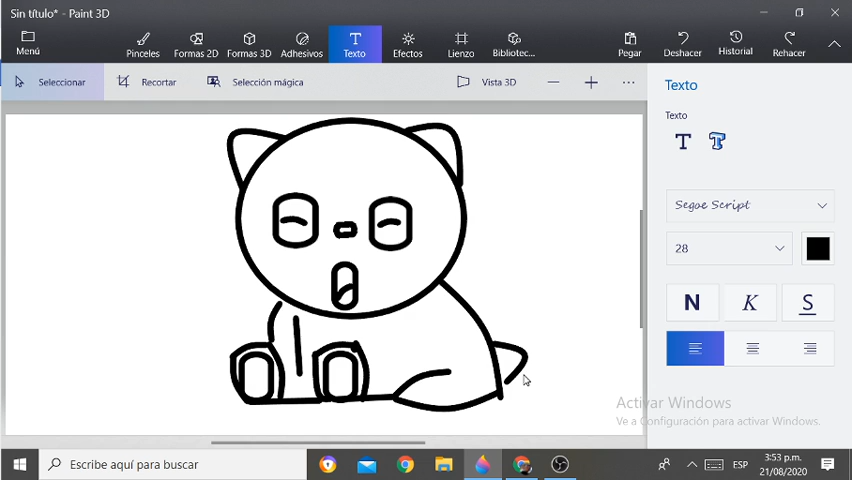 Sin título* - Paint 3D
Menú
Pinceles
Formas 2D
Formas 3D
Adhesivos
Texto
Efectos
Lienzo
Bibliotec...
Pegar
Deshacer
Historial
Rehacer
Seleccionar
Recortar
Selección mágica
Vista 3D
Texto
Texto
Segoe Script
28
N K S
Activar Windows
Ve a Configuración para activar Windows.
Escribe aquí para buscar
ESP
3:53 p.m.
21/08/2020